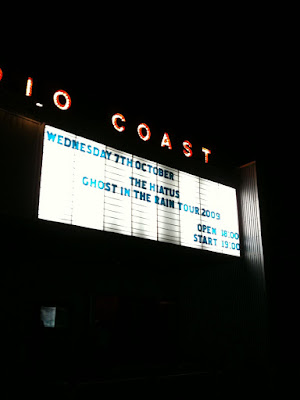 DIO COAST
WEDNESDAY 7TH OCTOBER
THE HIATUS
GHOST IN THE RAIN TOUR 2009
OPEN 18:00
START 19:00